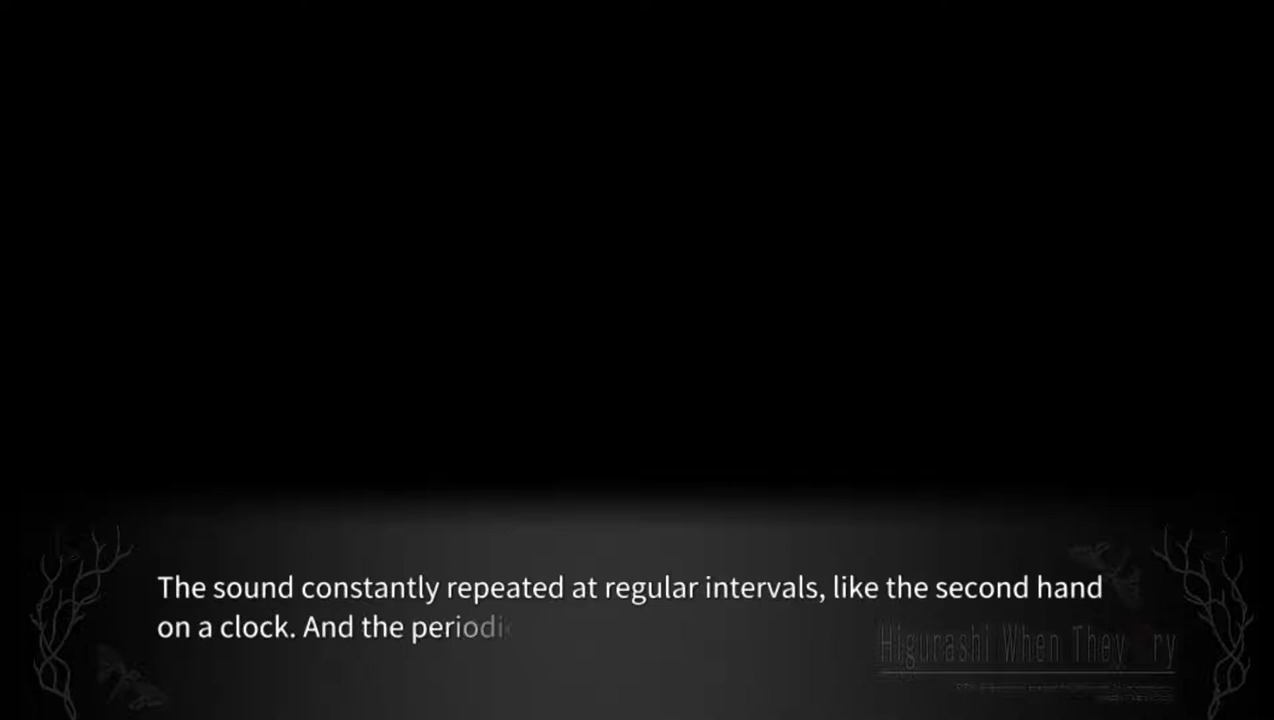 The sound constantly repeated at regular intervals, like the second hand
on a clock. And the periodi
Higurashi When They ry